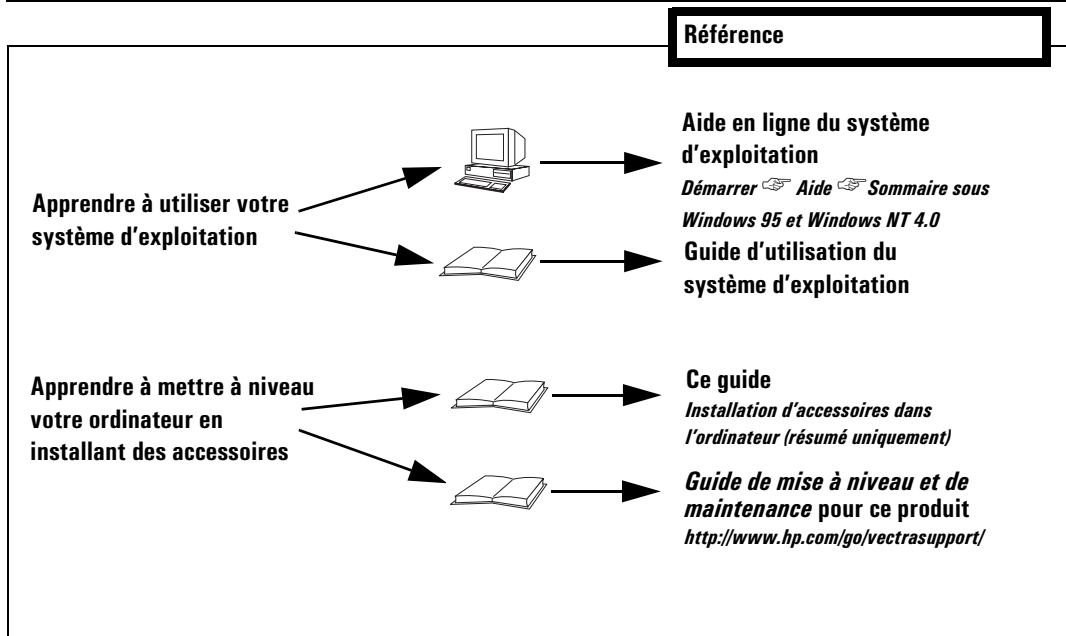 Référence
Apprendre à utiliser votre
système d'exploitation
Aide en ligne du système
d'exploitation
Démarrer ☞ Aide ☞ Sommaire sous
Windows 95 et Windows NT 4.0
Guide d'utilisation du
système d'exploitation
Apprendre à mettre à niveau
votre ordinateur en
installant des accessoires
Ce guide
Installation d'accessoires dans
l'ordinateur (résumé uniquement)
Guide de mise à niveau et de
maintenance pour ce produit
http://www.hp.com/go/vectrasupport/